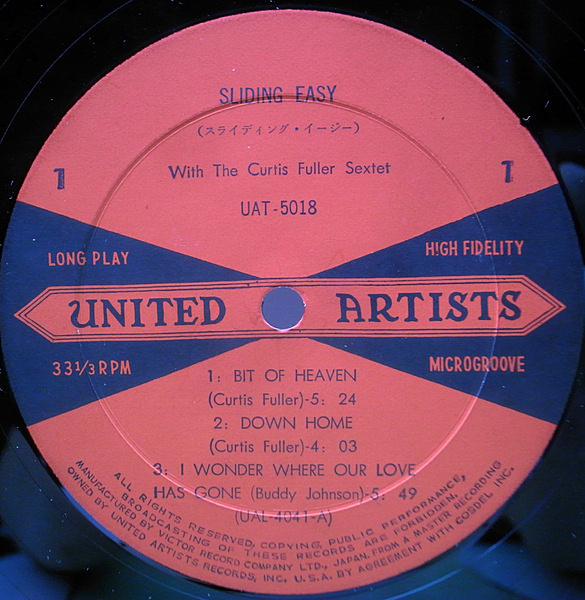 SLIDING EASY
(スライディング・イージー)
With The Curtis Fuller Sextet
1
1
UAT-5018
LONG PLAY
HIGH FIDELITY
UNITED ARTISTS
33 1/3 RPM
MICROGROOVE
1: BIT OF HEAVEN
(Curtis Fuller)-5: 24
2: DOWN HOME
(Curtis Fuller)-4: 03
3: I WONDER WHERE OUR LOVE
HAS GONE (Buddy Johnson)-5: 49
(UAL-4041-A)
ALL RIGHTS RESERVED, COPYING, PUBLIC PERFORMANCE,
BROADCASTING OF THESE RECORDS ARE FORBIDDEN.
MANUFACTURED BY VICTOR RECORD COMPANY LTD., JAPAN. FROM A MASTER RECORDING
OWNED BY UNITED ARTISTS RECORDS, INC, U.S.A. BY AGREEMENT WITH COSDEL INC.